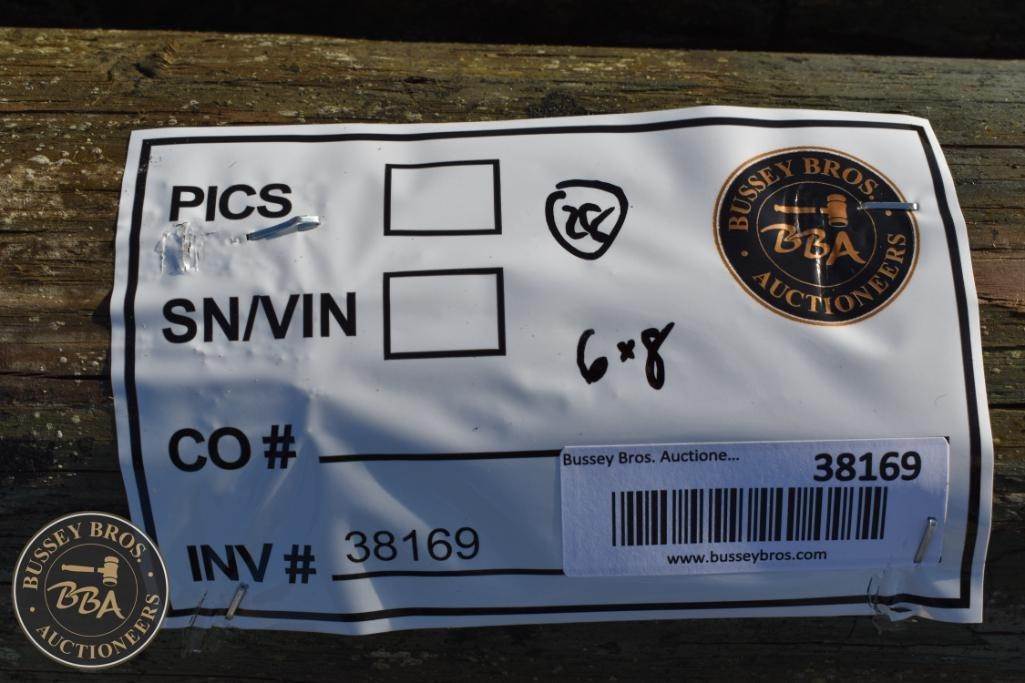 PICS
BUSSEY BROS.
BBA
AUCTIONEERS
SN/VIN
6x8
CO #
Bussey Bros. Auctione...
38169
www.busseybros.com
INV # 38169
BUSSEY BROS.
BBA
AUCTIONEERS